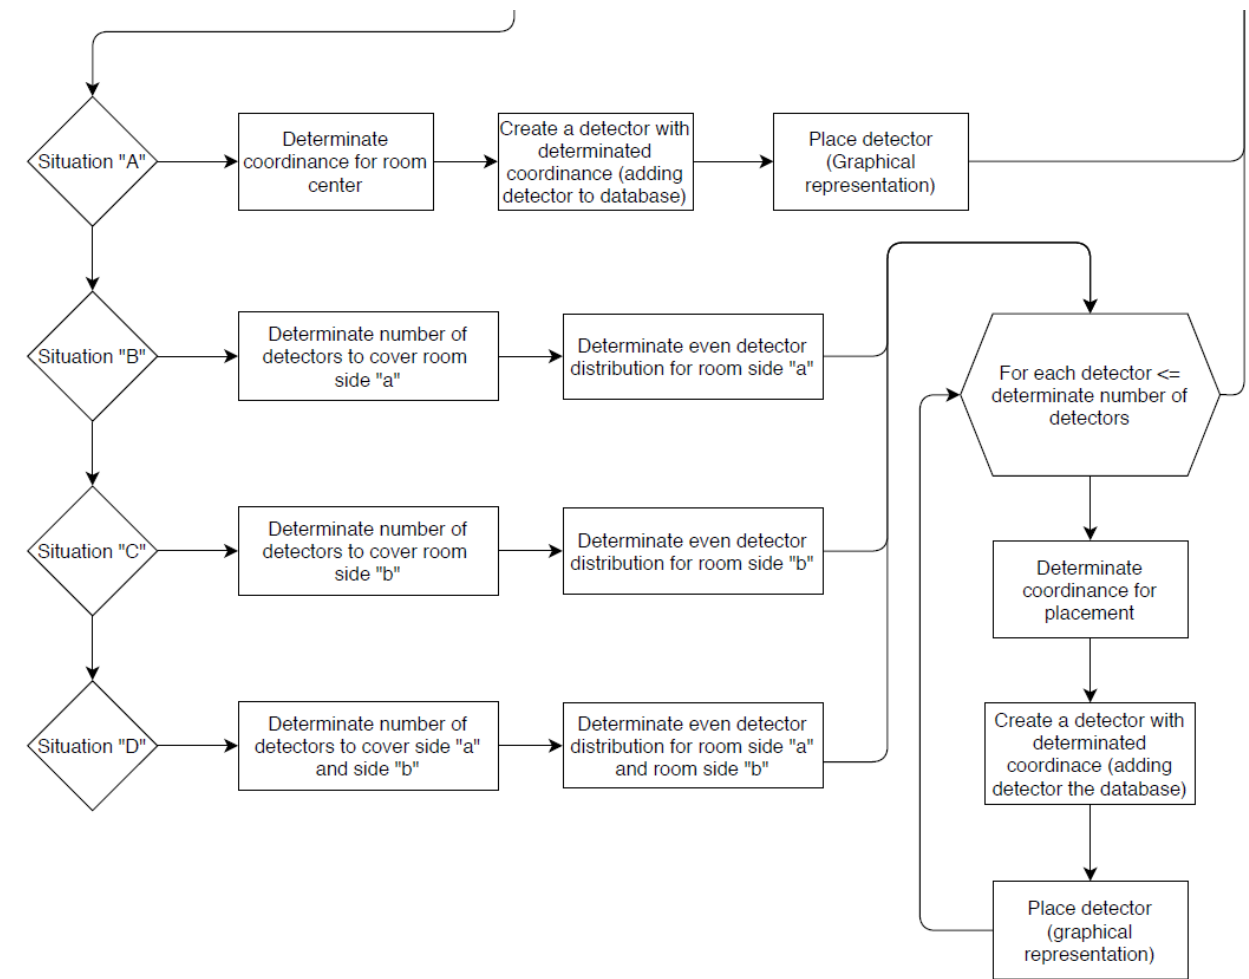 Situation "A"
Determinate
coordinance for room
center
Create a detector with
determinated
coordinance (adding
detector to database)
Place detector
(Graphical
representation)
Situation "B"
Determinate number of
detectors to cover room
side "a"
Determinate even detector
distribution for room side "a"
For each detector <=
determinate number of
detectors
Situation "C"
Determinate number of
detectors to cover room
side "b"
Determinate even detector
distribution for room side "b"
Determinate
coordinance for
placement
Situation "D"
Determinate number of
detectors to cover side "a"
and side "b"
Determinate even detector
distribution for room side "a"
and room side "b"
Create a detector with
determinated
coordinace (adding
detector the database)
Place detector
(graphical
representation)